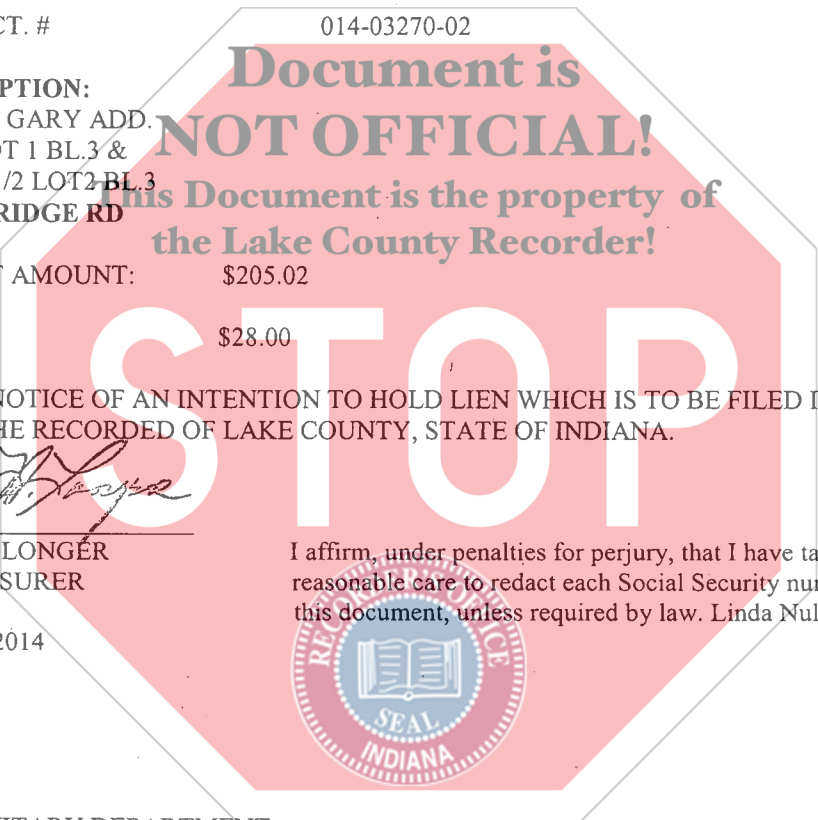 CT. # 014-03270-02
Document is
PTION:
GARY ADD.
NOT OFFICIAL!
OT 1 BL.3 &
/2 LOT2 BL.3
This Document is the property of
RIDGE RD
the Lake County Recorder!
T AMOUNT: $205.02
$28.00
STOP
NOTICE OF AN INTENTION TO HOLD LIEN WHICH IS TO BE FILED I
HE RECORDED OF LAKE COUNTY, STATE OF INDIANA.
LONGER
SURER
2014
I affirm, under penalties for perjury, that I have ta
reasonable care to redact each Social Security nu
this document, unless required by law. Linda Nul
RECORDER'S OFFICE
SEAL
INDIANA
ITARY DEPARTMENT